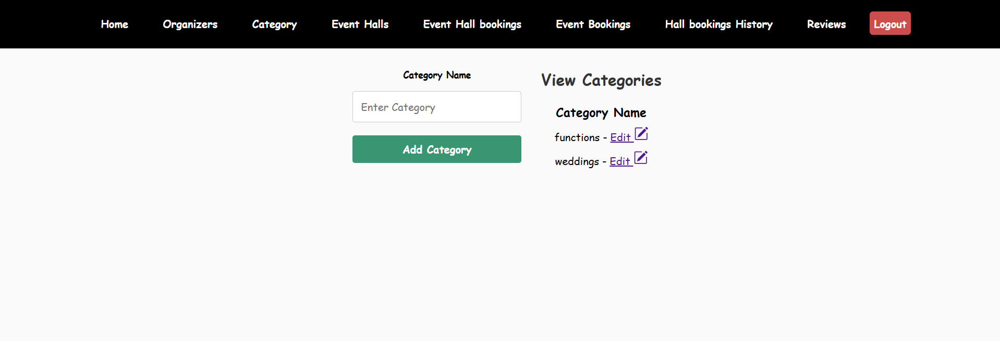 Home Organizers Category Event Halls Event Hall bookings Event Bookings Hall bookings History Reviews Logout
Category Name
Enter Category
Add Category
View Categories
Category Name
functions - Edit
weddings - Edit